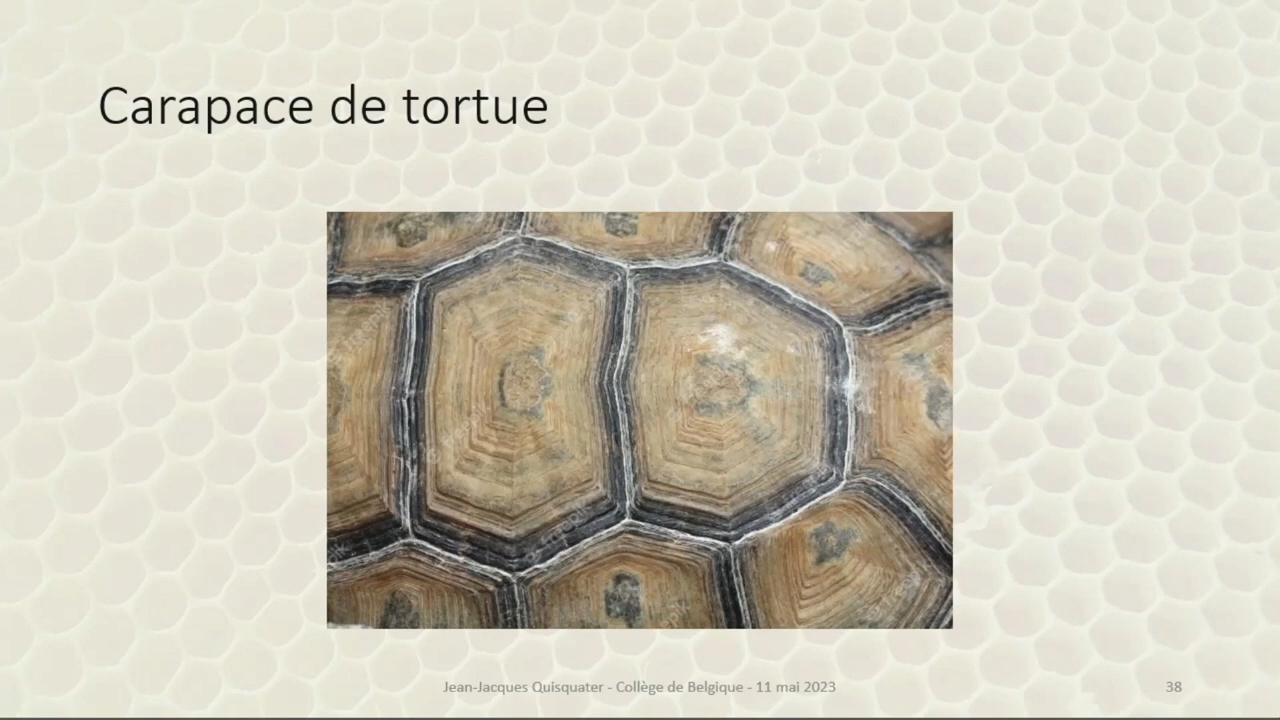 Carapace de tortue
Jean-Jacques Quisquater - Collège de Belgique - 11 mai 2023
38